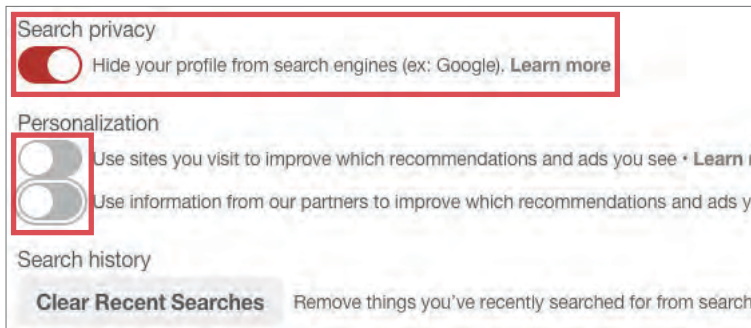 Search privacy
Hide your profile from search engines (ex: Google). Learn more
Personalization
Use sites you visit to improve which recommendations and ads you see • Learn
Use information from our partners to improve which recommendations and ads
Search history
Clear Recent Searches Remove things you've recently searched for from search